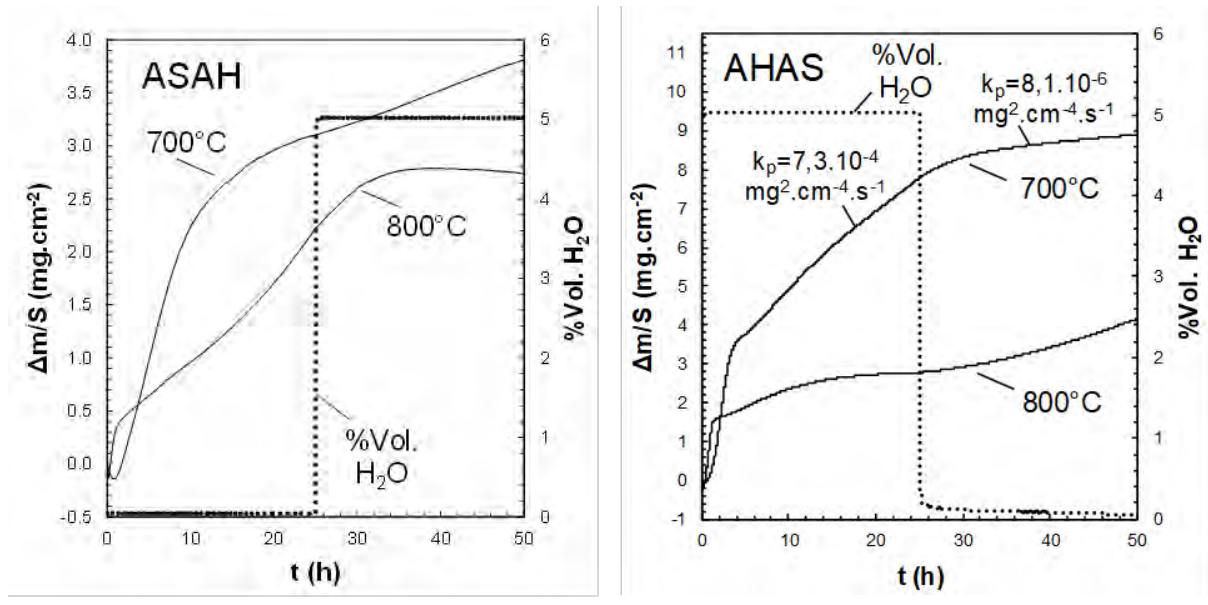 ASAH
4.0
3.5
3.0
2.5
2.0
1.5
1.0
0.5
0.0
-0.5
Δm/S (mg.cm-2)
700°C
800°C
%Vol.
H2O
0
10
20
30
40
50
t (h)
6
5
4
3
2
1
0
%Vol. H2O
AHAS
11
10
9
8
7
6
5
4
3
2
1
0
-1
Δm/S (mg.cm-2)
%Vol.
H2O
kp=8,1.10-6
mg2.cm-4.s-1
kp=7,3.10-4
mg2.cm-4.s-1
700°C
800°C
0
10
20
30
40
50
t (h)
6
5
4
3
2
1
0
%Vol. H2O